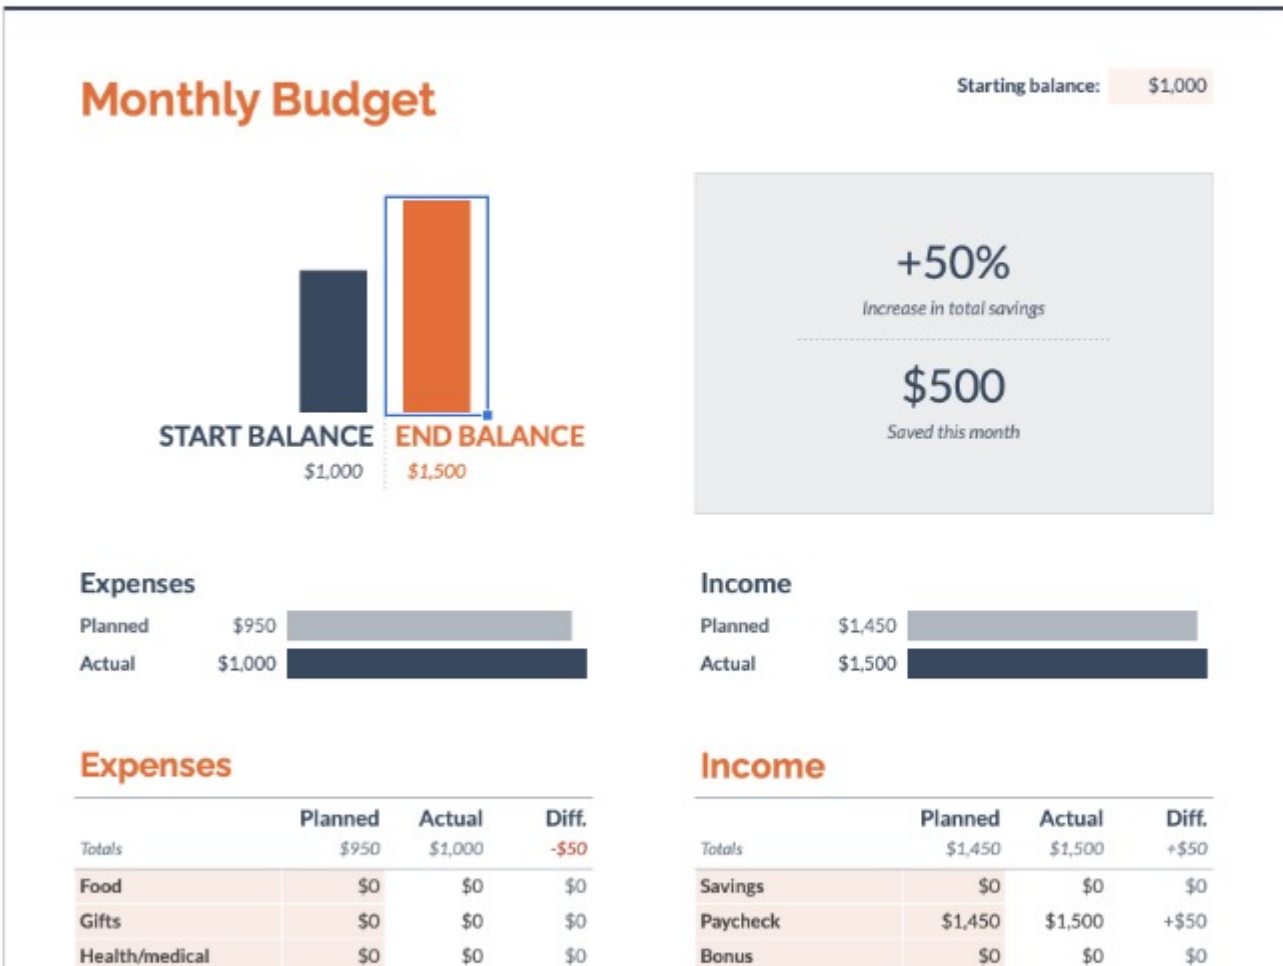 Monthly Budget
Starting balance: $1,000
+50%
Increase in total savings
$500
Saved this month
START BALANCE END BALANCE
$1,000 $1,500
Expenses
Planned $950
Actual $1,000
Income
Planned $1,450
Actual $1,500
Expenses
Planned Actual Diff.
Totals $950 $1,000 -$50
Food $0 $0 $0
Gifts $0 $0 $0
Health/medical $0 $0 $0
Income
Planned Actual Diff.
Totals $1,450 $1,500 +$50
Savings $0 $0 $0
Paycheck $1,450 $1,500 +$50
Bonus $0 $0 $0